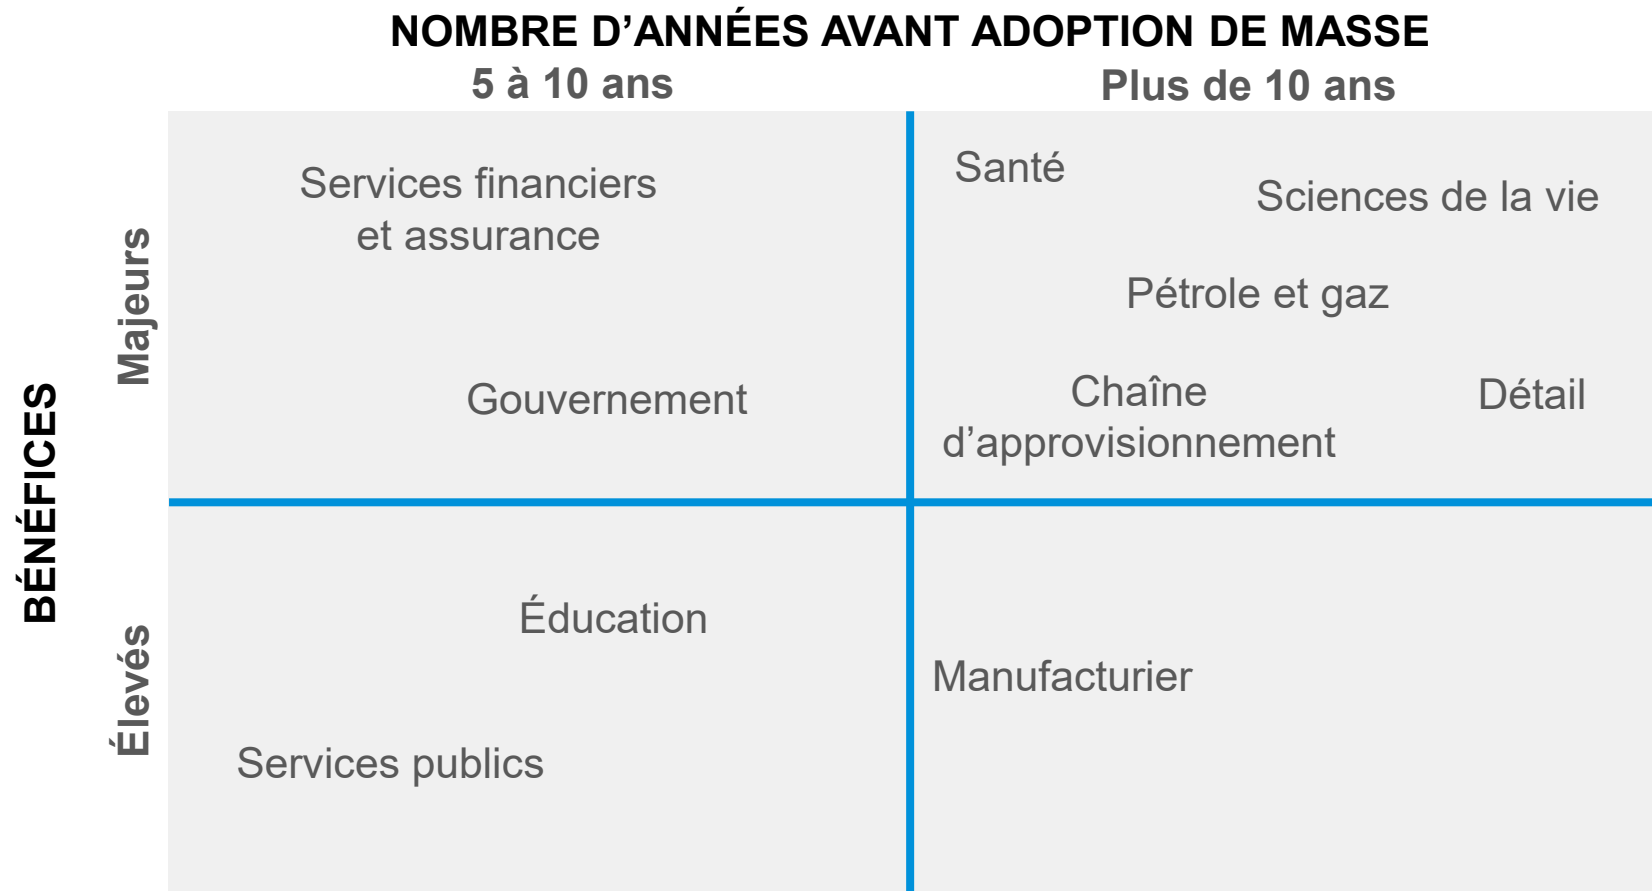 NOMBRE D’ANNÉES AVANT ADOPTION DE MASSE
5 à 10 ans
Plus de 10 ans
BÉNÉFICES
Majeurs
Services financiers
et assurance
Gouvernement
Santé
Sciences de la vie
Pétrole et gaz
Chaîne
d’approvisionnement
Détail
Élevés
Éducation
Services publics
Manufacturier